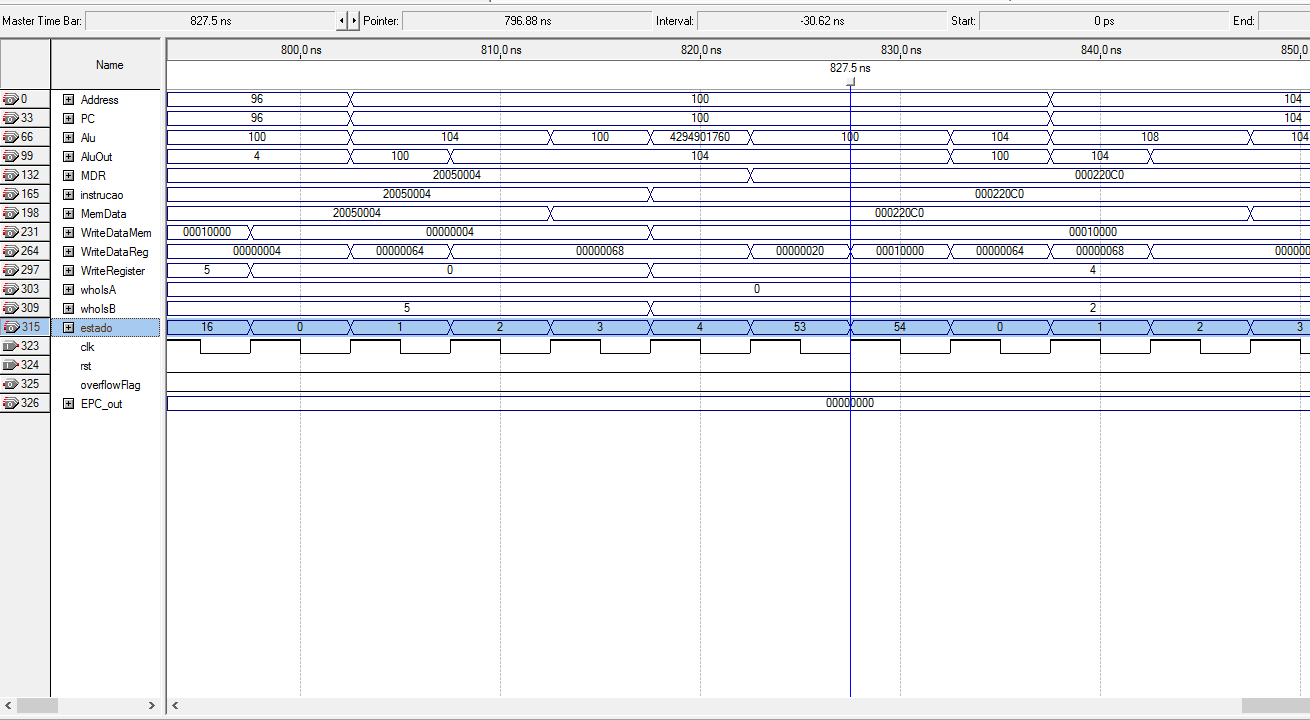 Master Time Bar: 827.5 ns Pointer: 796.88 ns Interval: -30.62 ns Start: 0 ps End:
Name 800.0 ns 810.0 ns 820.0 ns 830.0 ns 840.0 ns 850.0
827.5 ns
0 Address 96 100 104
33 PC 96 100 104
66 Alu 100 104 100 4294901760 100 104 108 104
99 AluOut 4 100 104 100 104
132 MDR 20050004 000220C0
165 instrucao 20050004 000220C0
198 MemData 20050004 000220C0
231 WriteDataMem 00010000 00000004 00010000
264 WriteDataReg 00000004 00000064 00000068 00000020 00010000 00000064 00000068 000000
297 WriteRegister 5 0 4
303 whoIsA 0
309 whoIsB 5 2
315 estado 16 0 1 2 3 4 53 54 0 1 2 3
323 clk
324 rst
325 overflowFlag
326 EPC_out 00000000